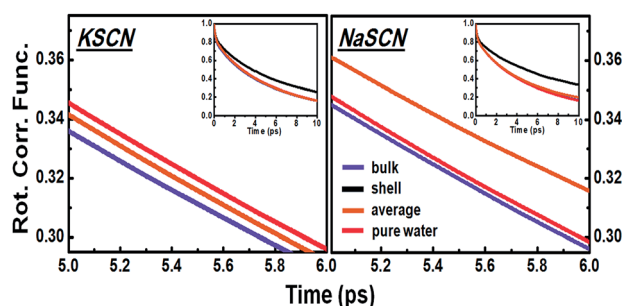 KSCN
NaSCN
Rot. Corr. Func.
0.36
0.34
0.32
0.30
5.0 5.2 5.4 5.6 5.8 6.0
1.0
0.8
0.6
0.4
0.2
0.0
0 2 4 6 8 10
Time (ps)
1.0
0.8
0.6
0.4
0.2
0.0
0 2 4 6 8 10
Time (ps)
bulk
shell
average
pure water
5.2 5.4 5.6 5.8 6.0
0.36
0.34
0.32
0.30
Time (ps)